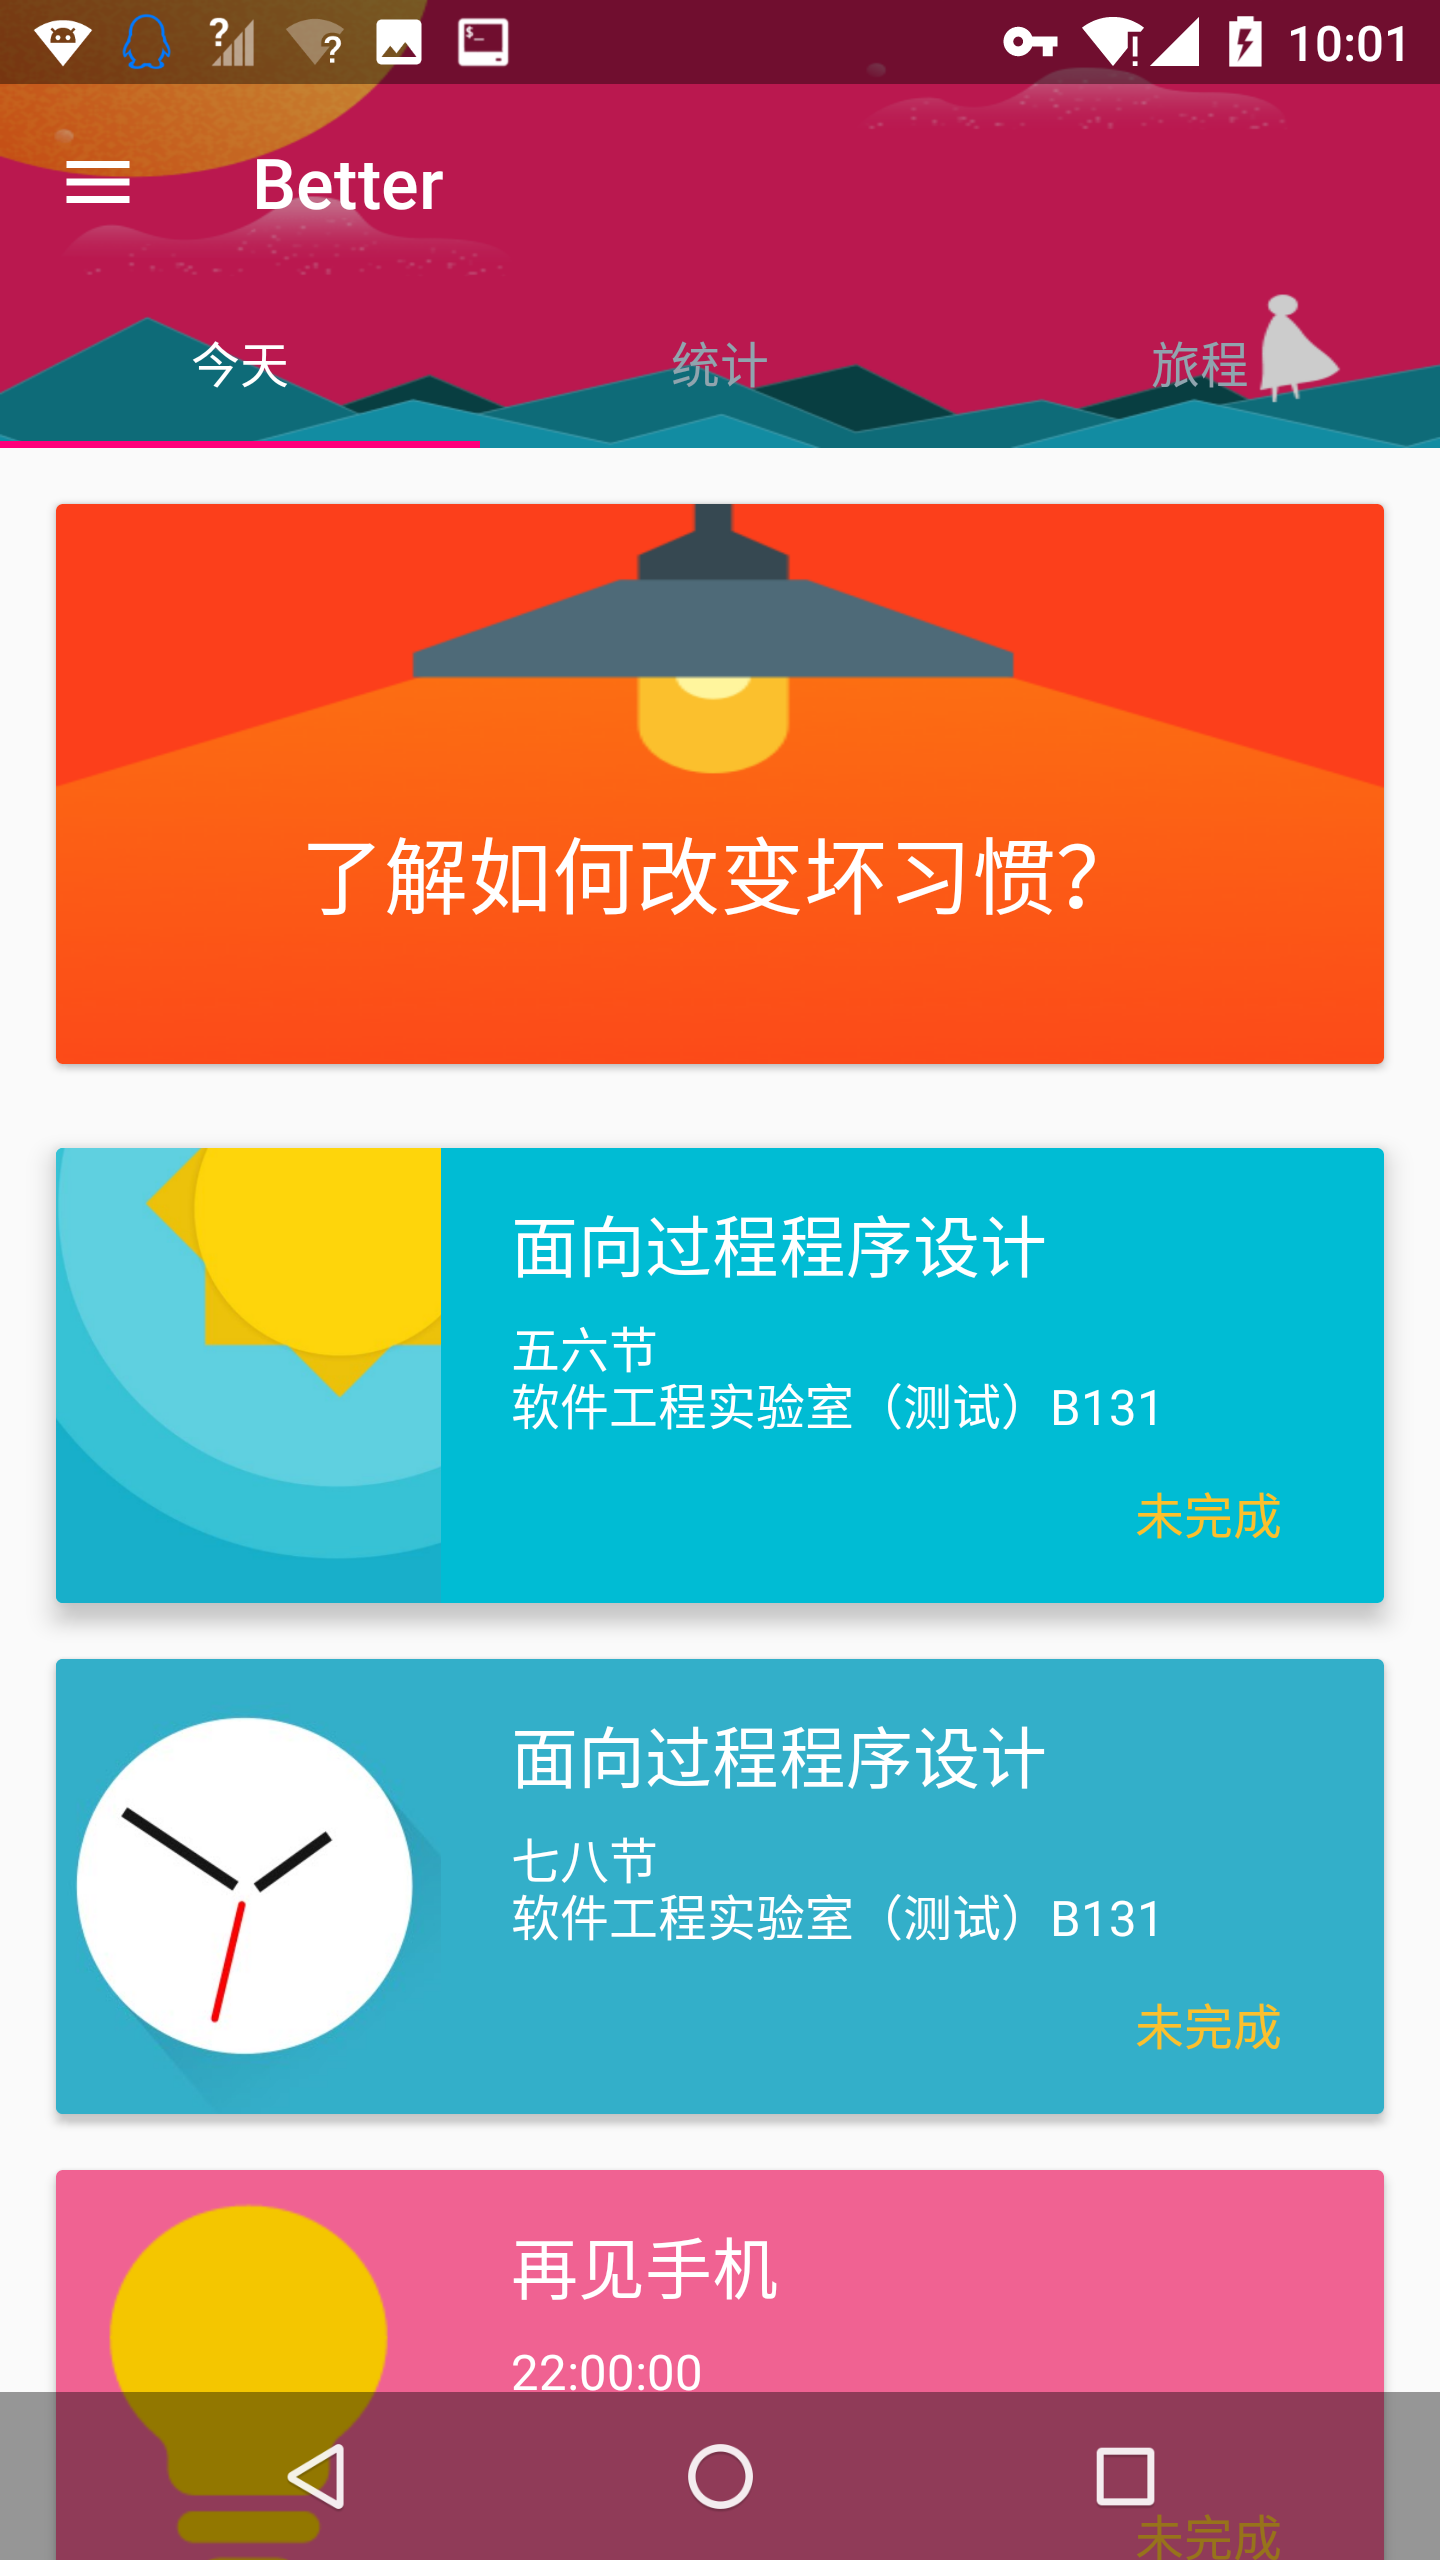 10:01
Better
今天
统计
旅程
了解如何改变坏习惯？
面向过程程序设计
五六节
软件工程实验室（测试）B131
未完成
面向过程程序设计
七八节
软件工程实验室（测试）B131
未完成
再见手机
22:00:00
未完成